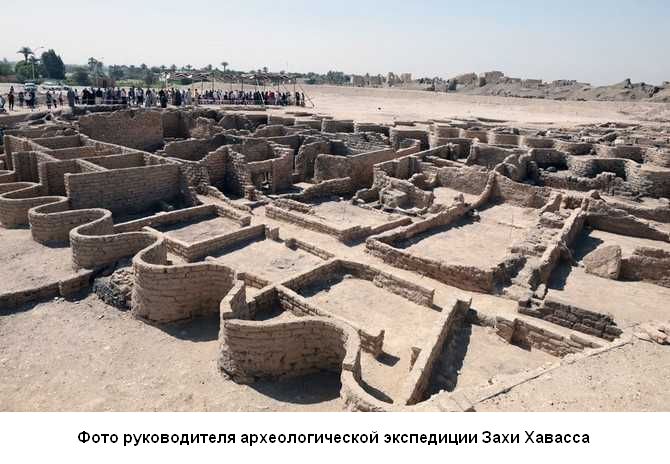 Фото руководителя археологической экспедиции Захи Хавасса